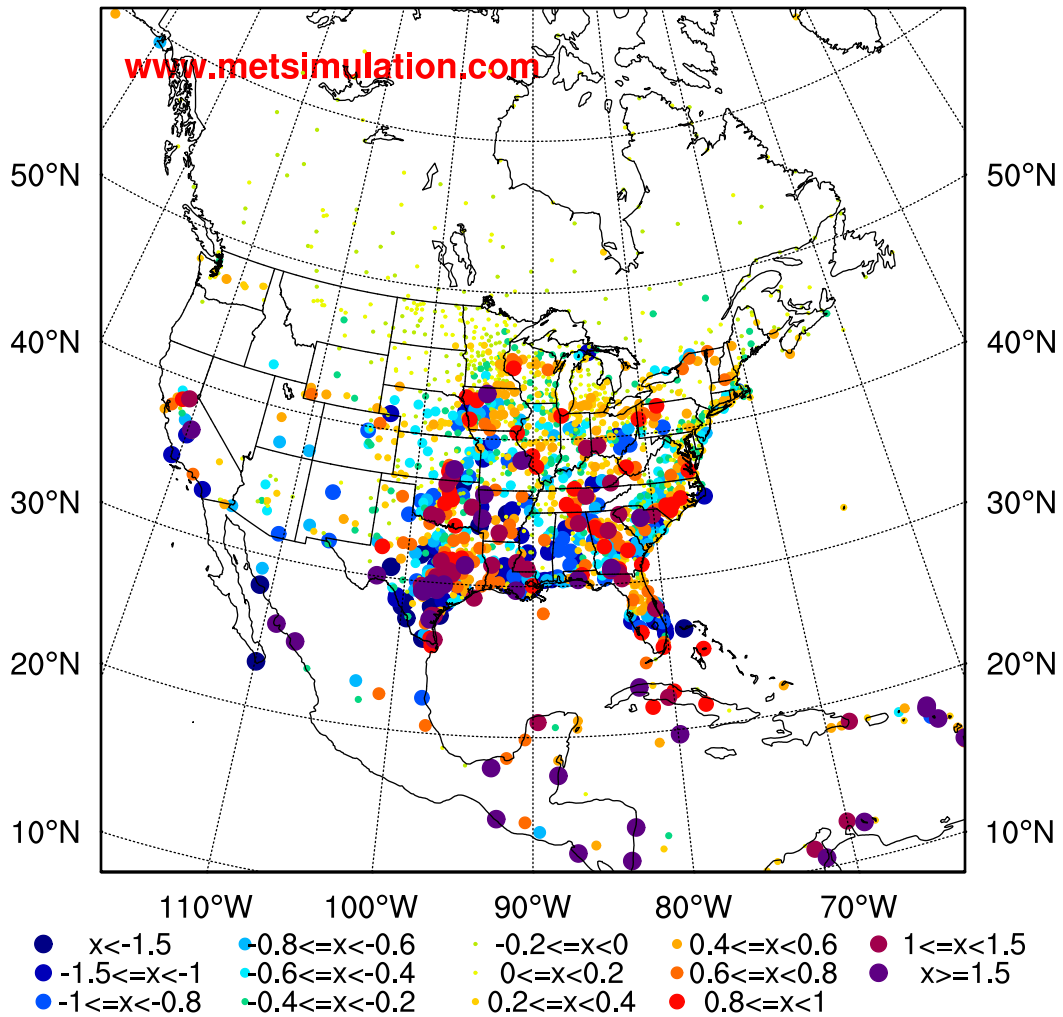 www.metsimulation.com
50°N 50°N
40°N 40°N
30°N 30°N
20°N 20°N
10°N 10°N
110°W 100°W 90°W 80°W 70°W
x<-1.5 -0.8<=x<-0.6 -0.2<=x<0 0.4<=x<0.6 1<=x<1.5
-1.5<=x<-1 -0.6<=x<-0.4 0<=x<0.2 0.6<=x<0.8 x>=1.5
-1<=x<-0.8 -0.4<=x<-0.2 0.2<=x<0.4 0.8<=x<1